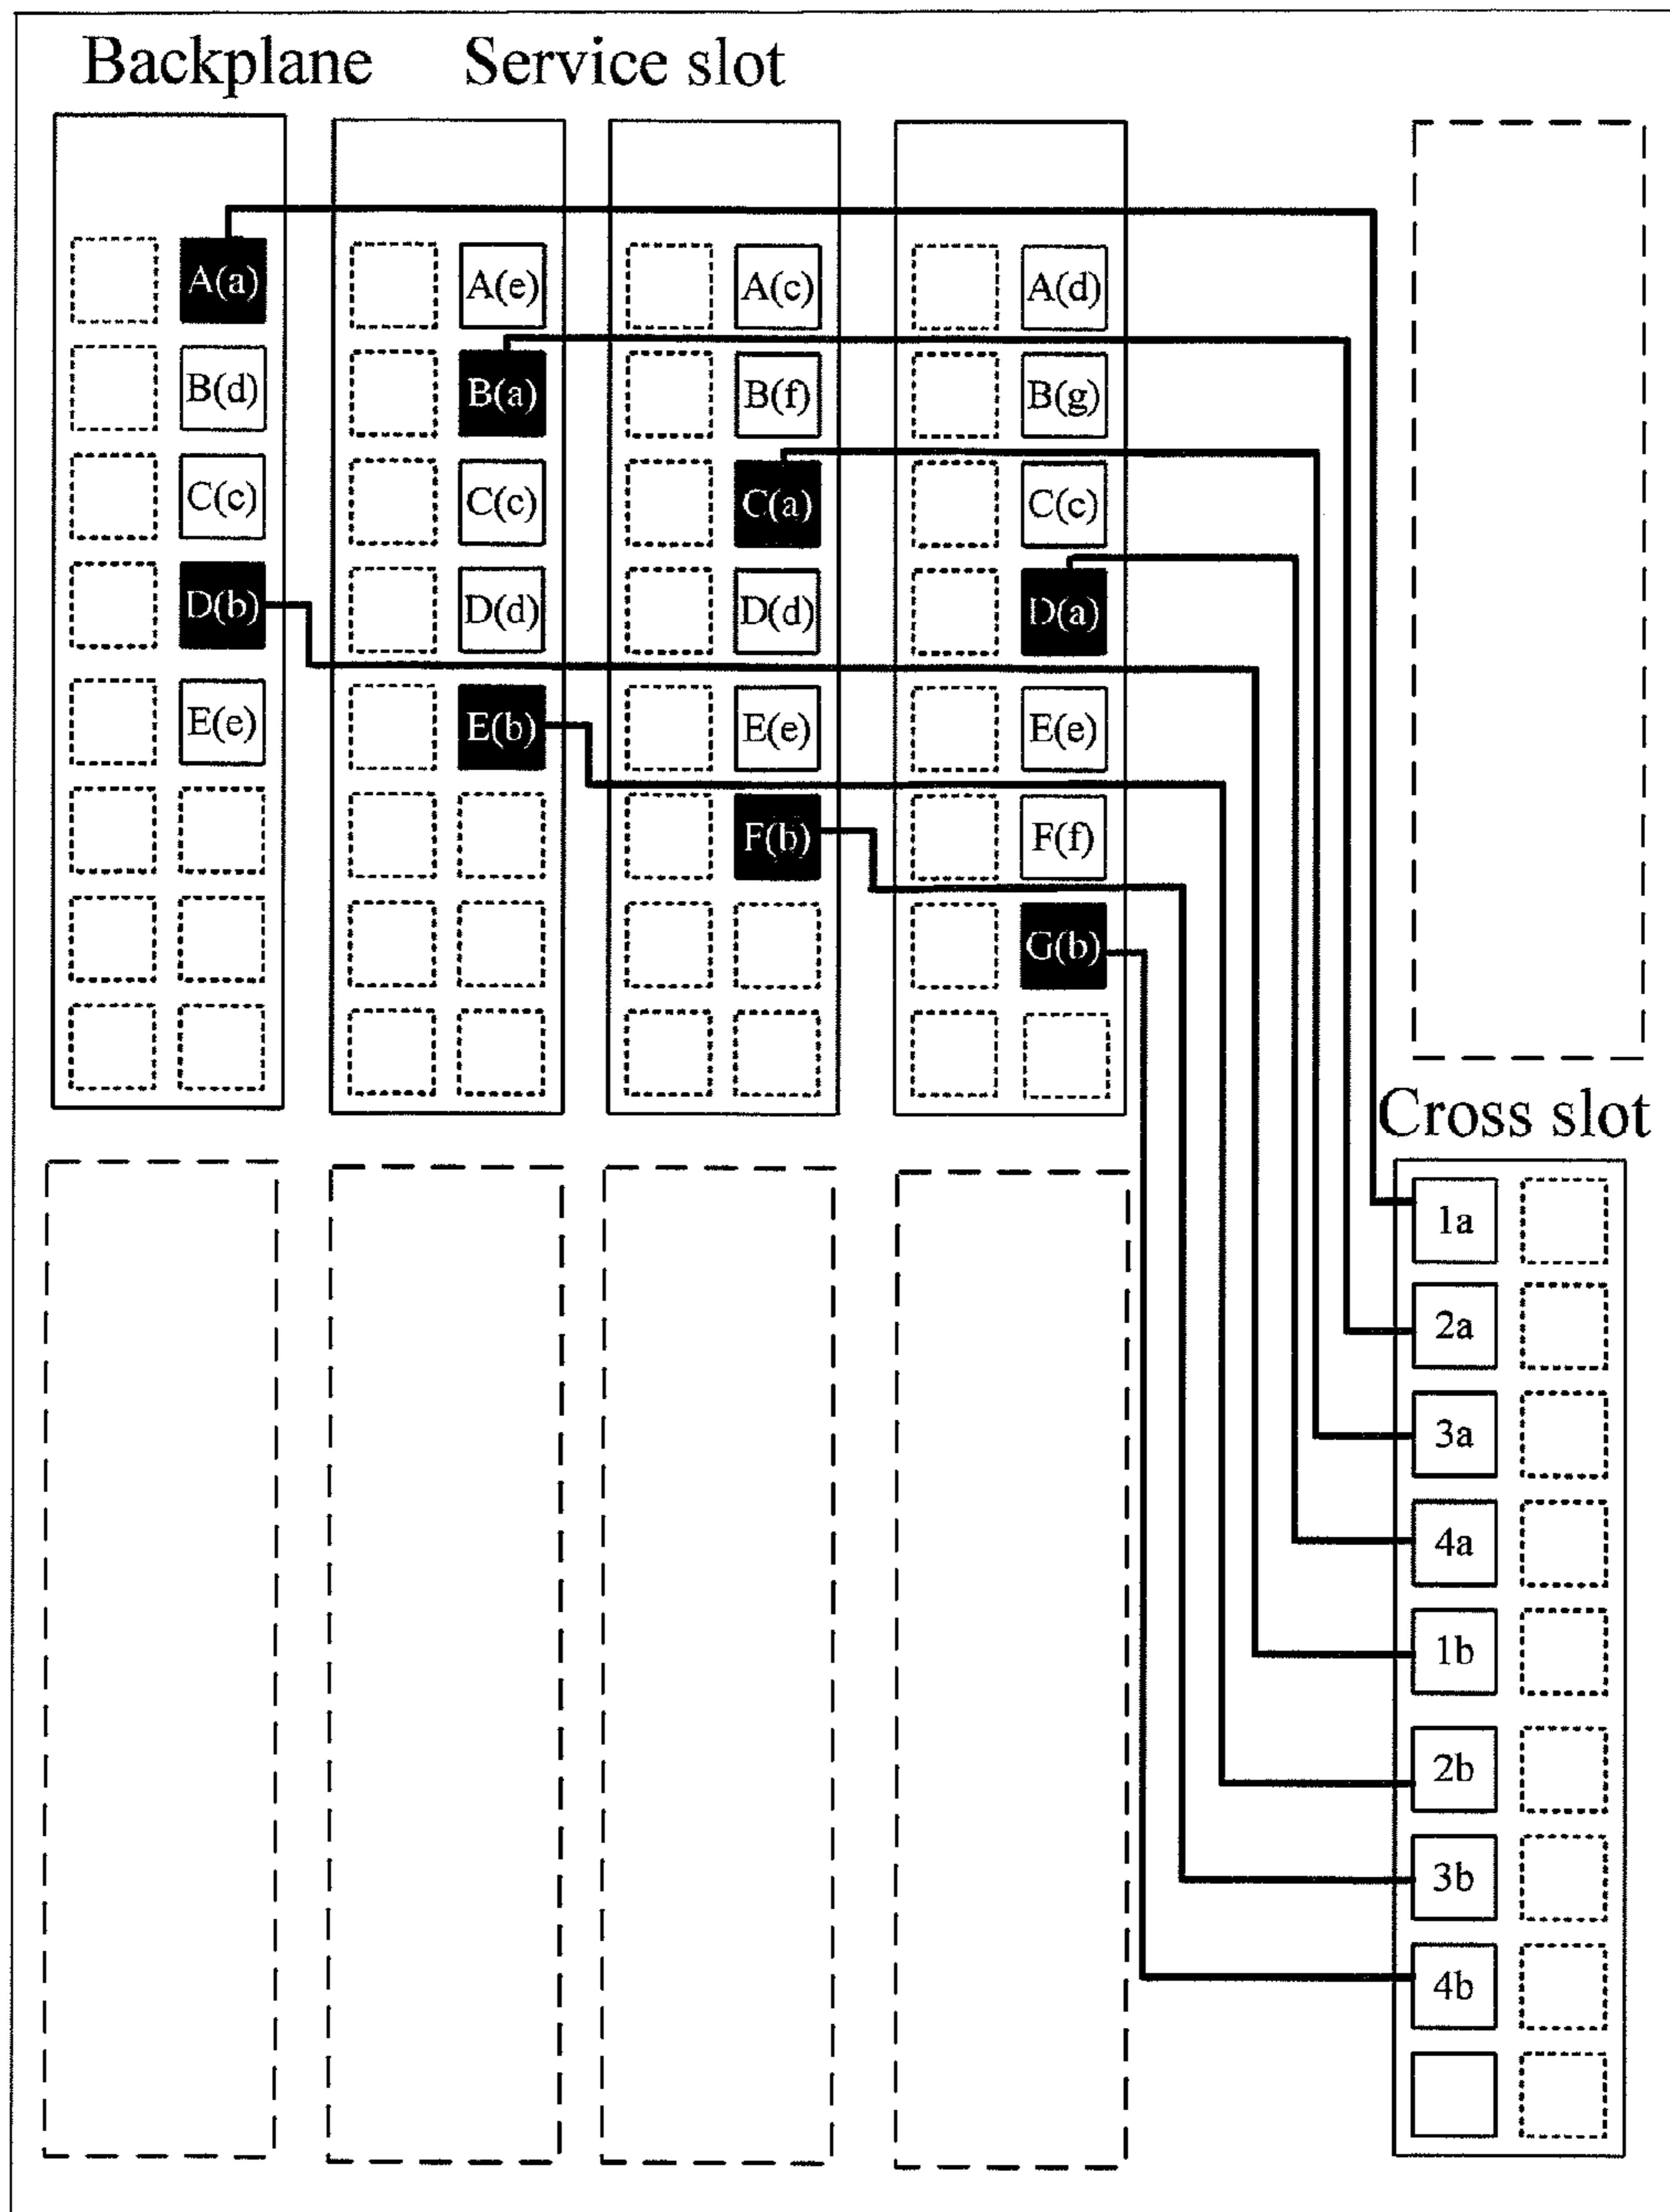 Backplane Service slot
A(a) A(e) A(c) A(d)
B(d) B(a) B(f) B(g)
C(c) C(c) C(a) C(c)
D(b) D(d) D(d) D(a)
E(e) E(b) E(e) E(e)
F(b) F(f)
G(b)
Cross slot
1a
2a
3a
4a
1b
2b
3b
4b